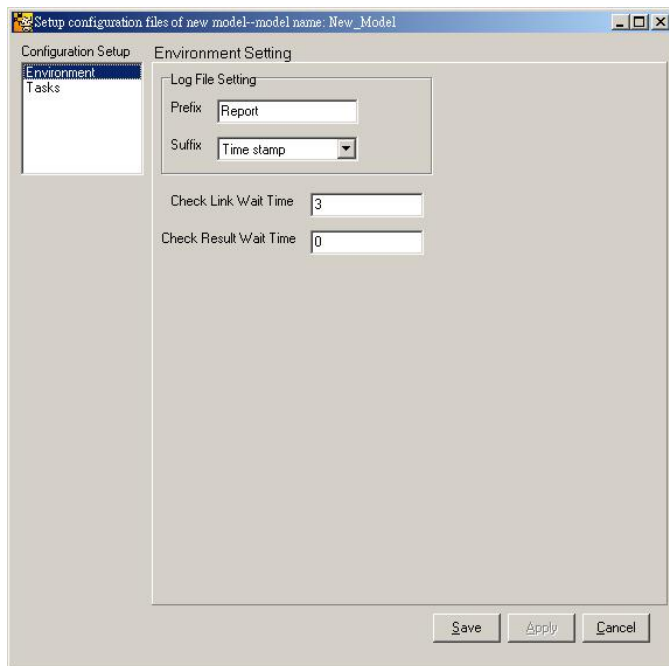 Setup configuration files of new model--model name: New_Model
Configuration Setup
Environment
Tasks
Environment Setting
Log File Setting
Prefix Report
Suffix Time stamp
Check Link Wait Time 3
Check Result Wait Time 0
Save Apply Cancel